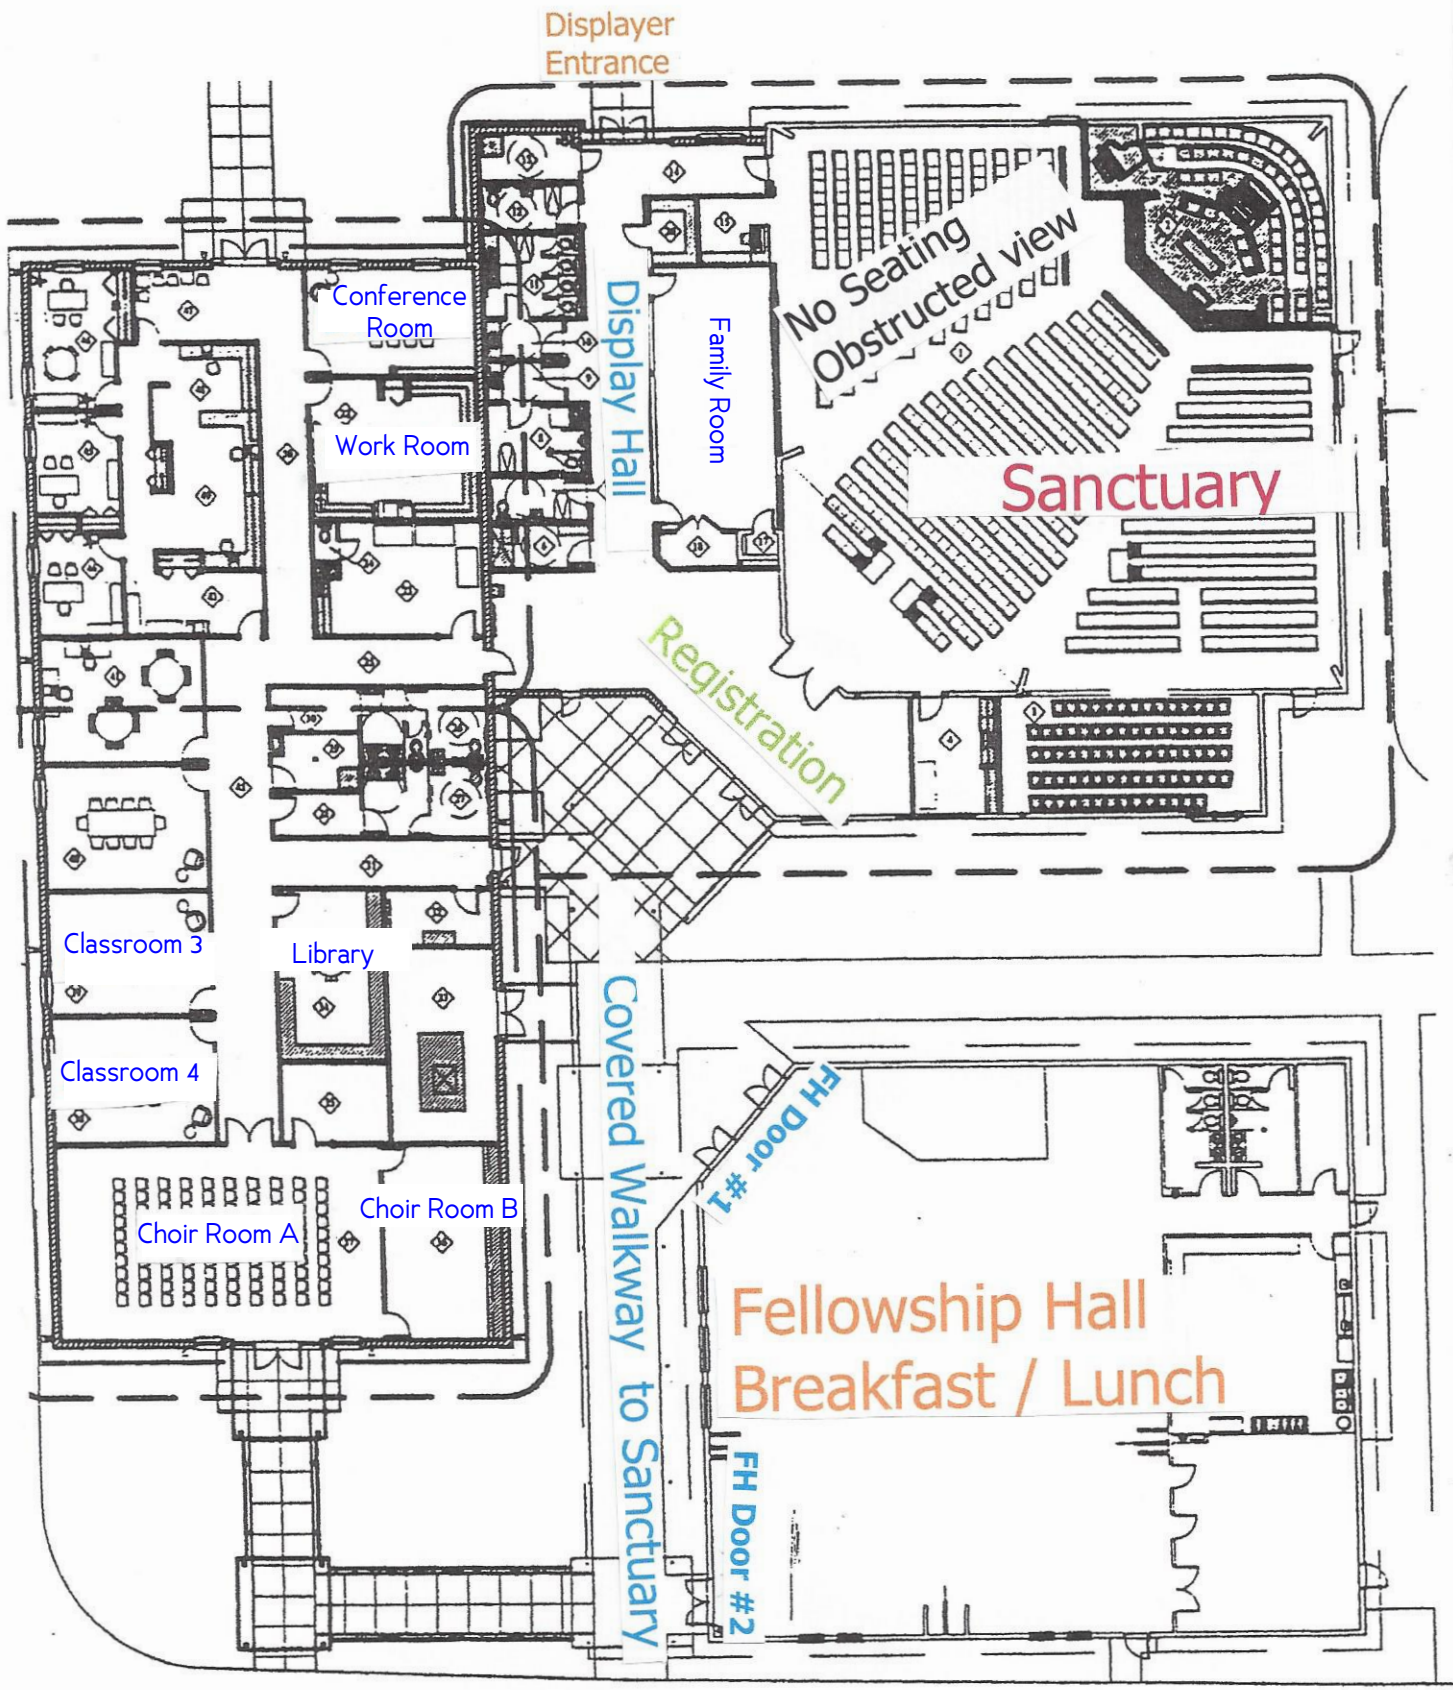 Displayer
Entrance
Conference
Room
Work Room
Display Hall
Family Room
No Seating
Obstructed view
Sanctuary
Registration
Classroom 3
Library
Classroom 4
Choir Room A
Choir Room B
Covered Walkway to Sanctuary
FH Door #1
Fellowship Hall
Breakfast / Lunch
FH Door #2